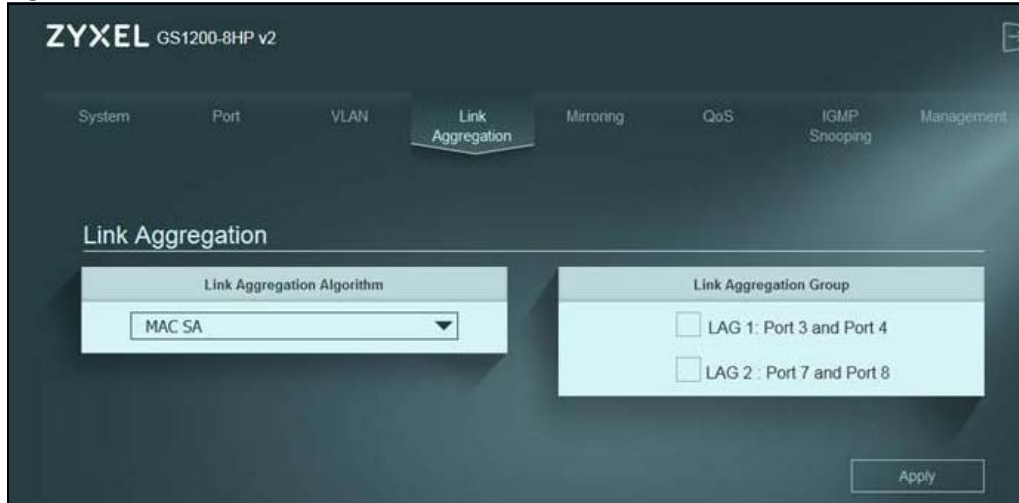 ZYXEL GS1200-8HP v2
System Port VLAN Link Aggregation Mirroring QoS IGMP Snooping Management
Link Aggregation
Link Aggregation Algorithm
MAC SA
Link Aggregation Group
LAG 1: Port 3 and Port 4
LAG 2 : Port 7 and Port 8
Apply